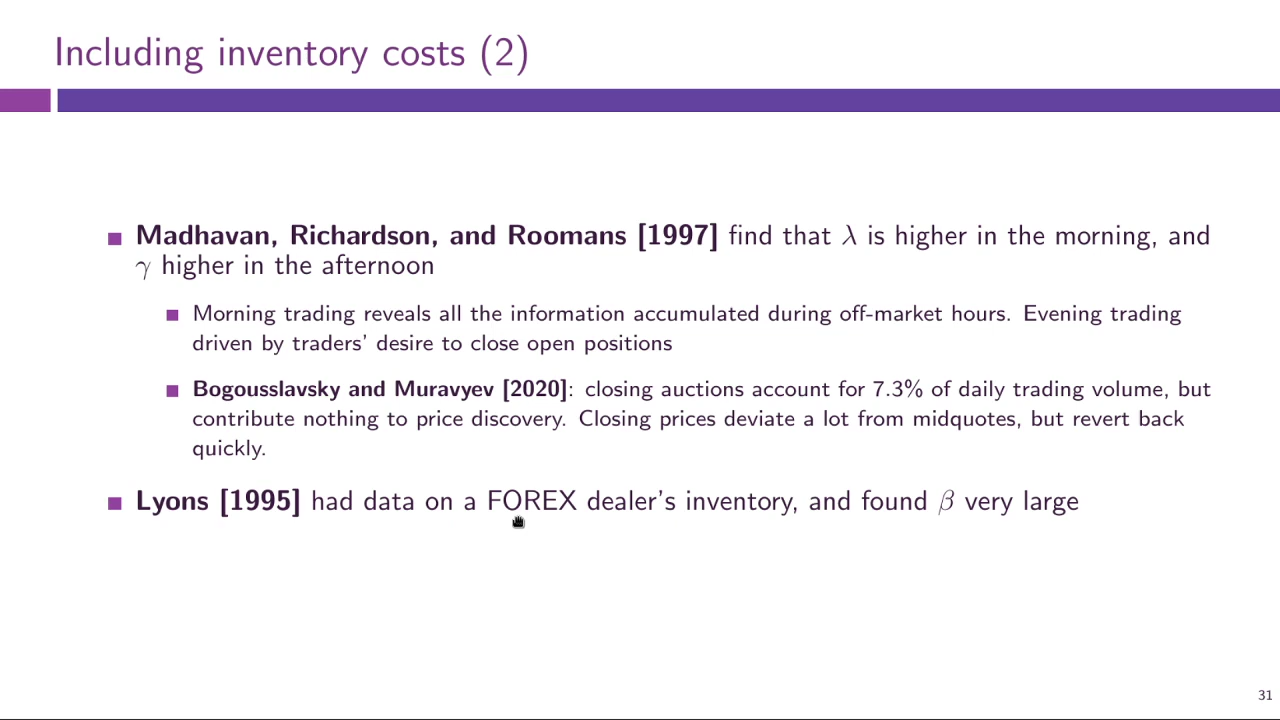 Including inventory costs (2)
Madhavan, Richardson, and Roomans [1997] find that λ is higher in the morning, and
γ higher in the afternoon
Morning trading reveals all the information accumulated during off-market hours. Evening trading
driven by traders' desire to close open positions
Bogousslavsky and Muravyev [2020]: closing auctions account for 7.3% of daily trading volume, but
contribute nothing to price discovery. Closing prices deviate a lot from midquotes, but revert back
quickly.
Lyons [1995] had data on a FOREX dealer's inventory, and found β very large
31